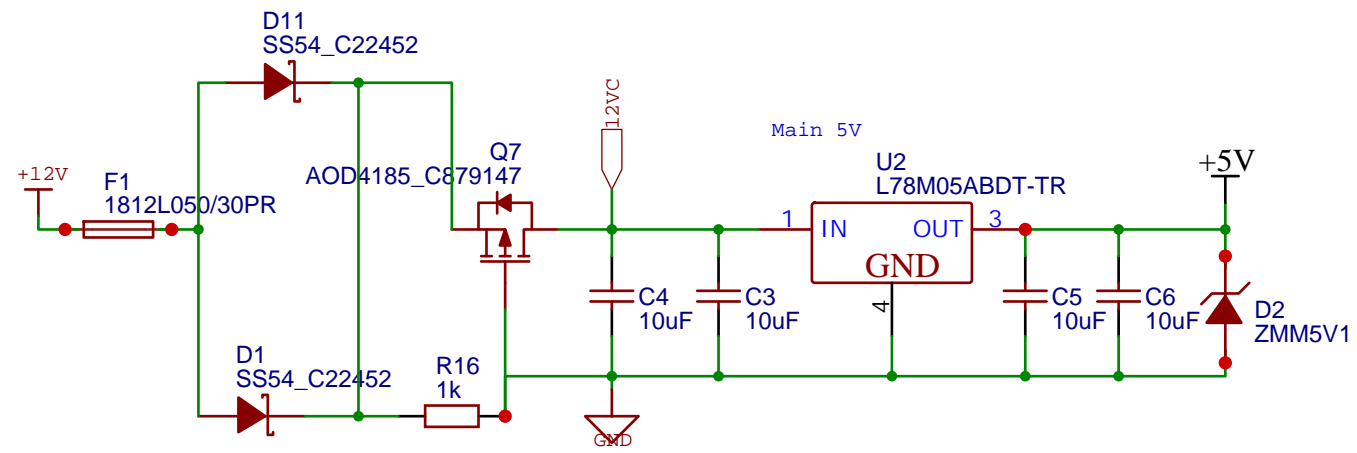 D11
SS54_C22452
12VC
Main 5V
+12V
F1
1812L050/30PR
Q7
AOD4185_C879147
U2
L78M05ABDT-TR
+5V
1
IN
OUT
3
GND
4
C4
10uF
C3
10uF
C5
10uF
C6
10uF
D2
ZMM5V1
D1
SS54_C22452
R16
1k
GND